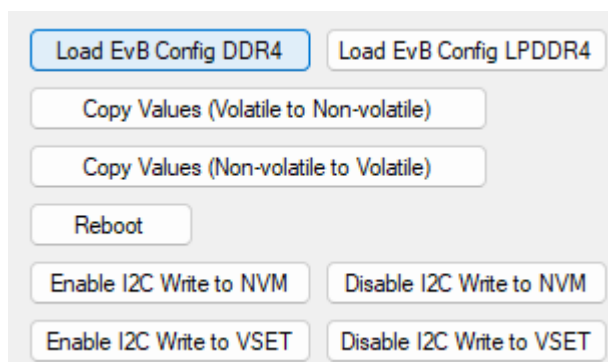 Load EvB Config DDR4 Load EvB Config LPDDR4
Copy Values (Volatile to Non-volatile)
Copy Values (Non-volatile to Volatile)
Reboot
Enable I2C Write to NVM Disable I2C Write to NVM
Enable I2C Write to VSET Disable I2C Write to VSET